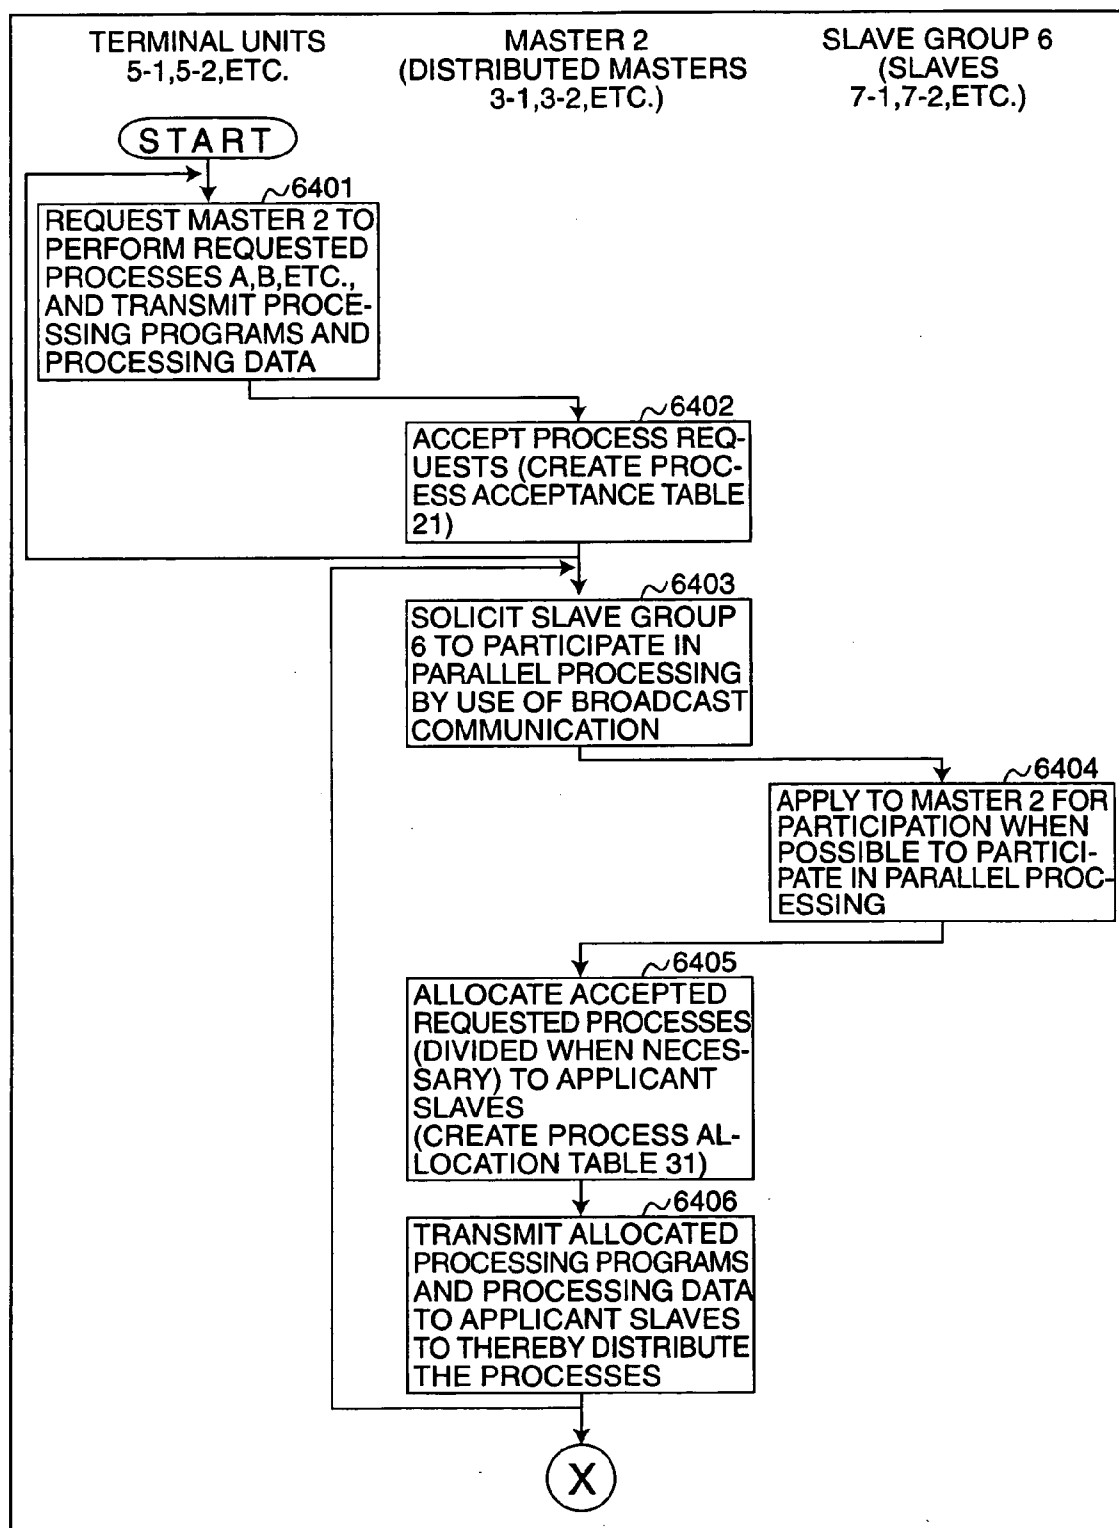 TERMINAL UNITS
5-1,5-2,ETC.
MASTER 2
(DISTRIBUTED MASTERS
3-1,3-2,ETC.)
SLAVE GROUP 6
(SLAVES
7-1,7-2,ETC.)
START
6401
REQUEST MASTER 2 TO
PERFORM REQUESTED
PROCESSES A,B,ETC.,
AND TRANSMIT PROCE-
SSING PROGRAMS AND
PROCESSING DATA
6402
ACCEPT PROCESS REQ-
UESTS (CREATE PROC-
ESS ACCEPTANCE TABLE
21)
6403
SOLICIT SLAVE GROUP
6 TO PARTICIPATE IN
PARALLEL PROCESSING
BY USE OF BROADCAST
COMMUNICATION
6404
APPLY TO MASTER 2 FOR
PARTICIPATION WHEN
POSSIBLE TO PARTICI-
PATE IN PARALLEL PROC-
ESSING
6405
ALLOCATE ACCEPTED
REQUESTED PROCESSES
(DIVIDED WHEN NECES-
SARY) TO APPLICANT
SLAVES
(CREATE PROCESS AL-
LOCATION TABLE 31)
6406
TRANSMIT ALLOCATED
PROCESSING PROGRAMS
AND PROCESSING DATA
TO APPLICANT SLAVES
TO THEREBY DISTRIBUTE
THE PROCESSES
X